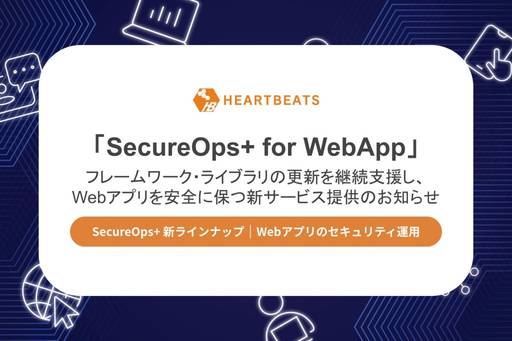 HEARTBEATS
「SecureOps+ for WebApp」
フレームワーク・ライブラリの更新を継続支援し、
Webアプリを安全に保つ新サービス提供のお知らせ
SecureOps+ 新ラインナップ｜Webアプリのセキュリティ運用